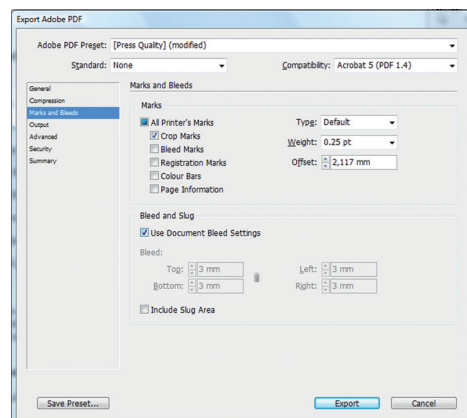 Export Adobe PDF
Adobe PDF Preset: [Press Quality] (modified)
Standard: None
Compatibility: Acrobat 5 (PDF 1.4)
General
Compression
Marks and Bleeds
Output
Advanced
Security
Summary
Marks and Bleeds
Marks
All Printer's Marks
Crop Marks
Bleed Marks
Registration Marks
Colour Bars
Page Information
Type: Default
Weight: 0.25 pt
Offset: 2,117 mm
Bleed and Slug
Use Document Bleed Settings
Bleed:
Top: 3 mm
Left: 3 mm
Bottom: 3 mm
Right: 3 mm
Include Slug Area
Save Preset...
Export
Cancel